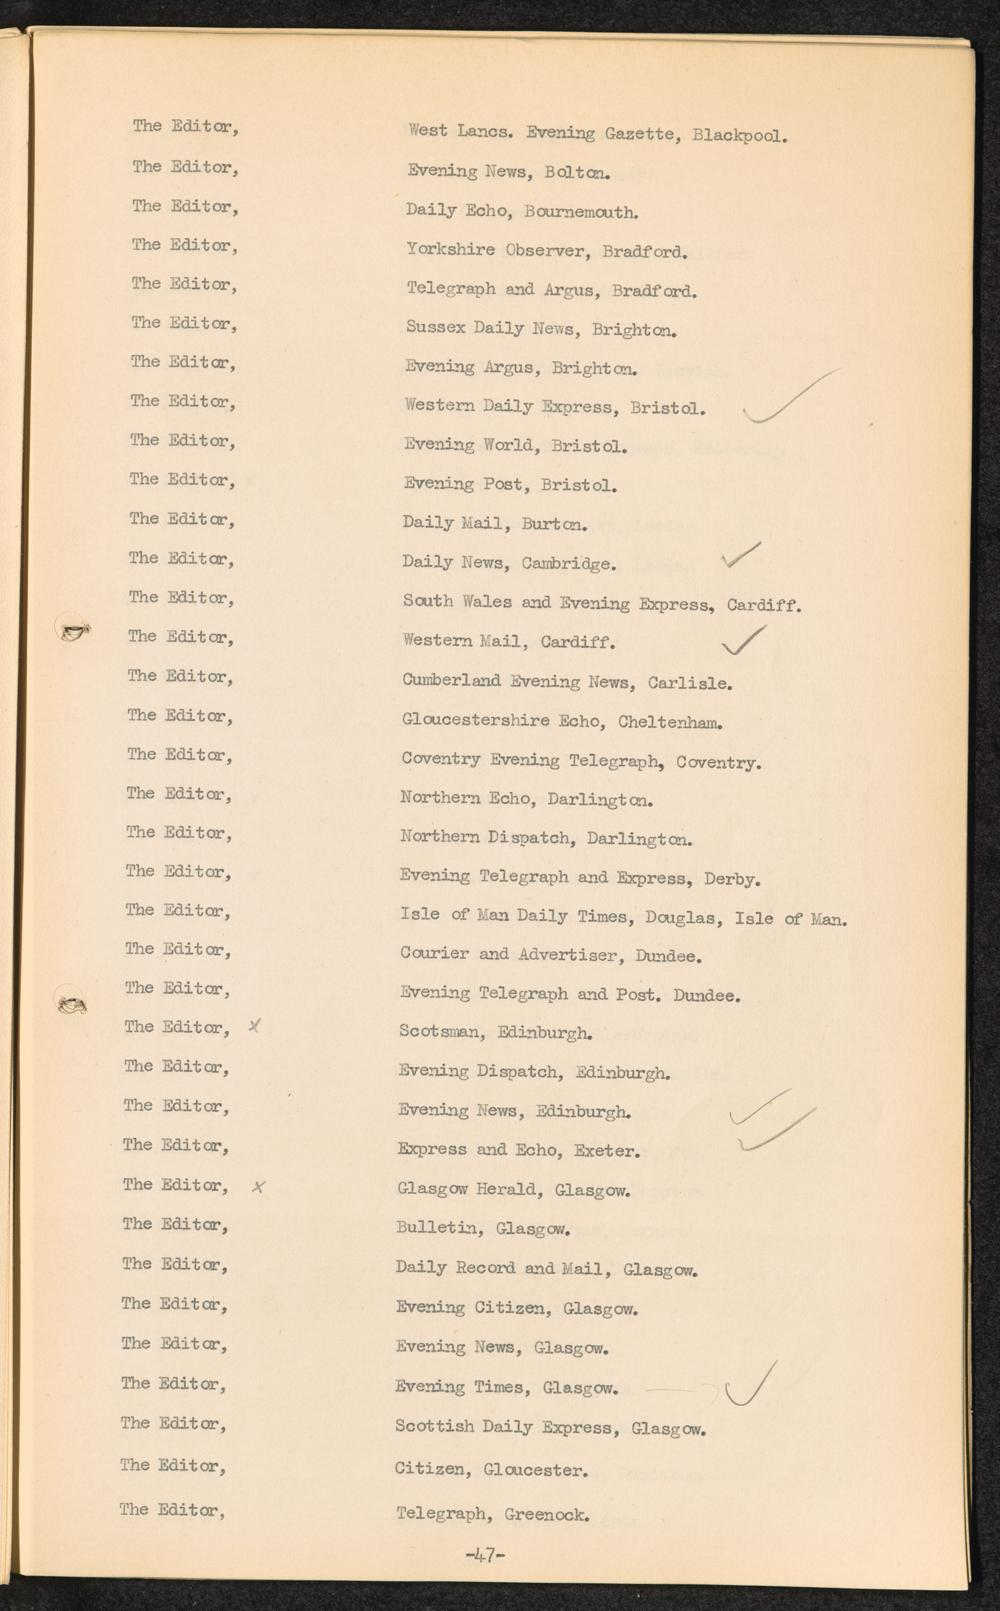 The Editor, West Lancs. Evening Gazette, Blackpool.
The Editor, Evening News, Bolton.
The Editor, Daily Echo, Bournemouth.
The Editor, Yorkshire Observer, Bradford.
The Editor, Telegraph and Argus, Bradford.
The Editor, Sussex Daily News, Brighton.
The Editor, Evening Argus, Brighton.
The Editor, Western Daily Express, Bristol. ✓
The Editor, Evening World, Bristol.
The Editor, Evening Post, Bristol.
The Editor, Daily Mail, Burton.
The Editor, Daily News, Cambridge. ✓
The Editor, South Wales and Evening Express, Cardiff.
The Editor, Western Mail, Cardiff. ✓
The Editor, Cumberland Evening News, Carlisle.
The Editor, Gloucestershire Echo, Cheltenham.
The Editor, Coventry Evening Telegraph, Coventry.
The Editor, Northern Echo, Darlington.
The Editor, Northern Dispatch, Darlington.
The Editor, Evening Telegraph and Express, Derby.
The Editor, Isle of Man Daily Times, Douglas, Isle of Man.
The Editor, Courier and Advertiser, Dundee.
The Editor, Evening Telegraph and Post. Dundee.
The Editor, x Scotsman, Edinburgh.
The Editor, Evening Dispatch, Edinburgh.
The Editor, Evening News, Edinburgh. ✓
The Editor, Express and Echo, Exeter. ✓
The Editor, x Glasgow Herald, Glasgow.
The Editor, Bulletin, Glasgow.
The Editor, Daily Record and Mail, Glasgow.
The Editor, Evening Citizen, Glasgow.
The Editor, Evening News, Glasgow.
The Editor, Evening Times, Glasgow. ✓
The Editor, Scottish Daily Express, Glasgow.
The Editor, Citizen, Gloucester.
The Editor, Telegraph, Greenock.
-47-